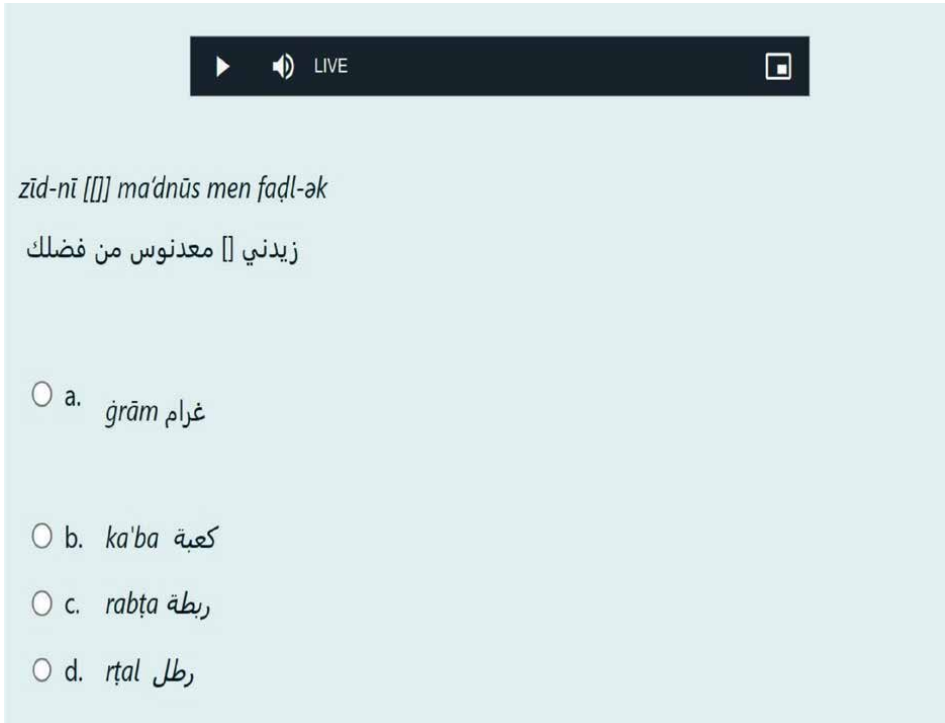 LIVE
zīd-nī [[]] ma'dnūs men faḍl-ək
زيدني [] معدنوس من فضلك
a. ġrām غرام
b. ka'ba كعبة
c. rabṭa ربطة
d. rṭal رطل